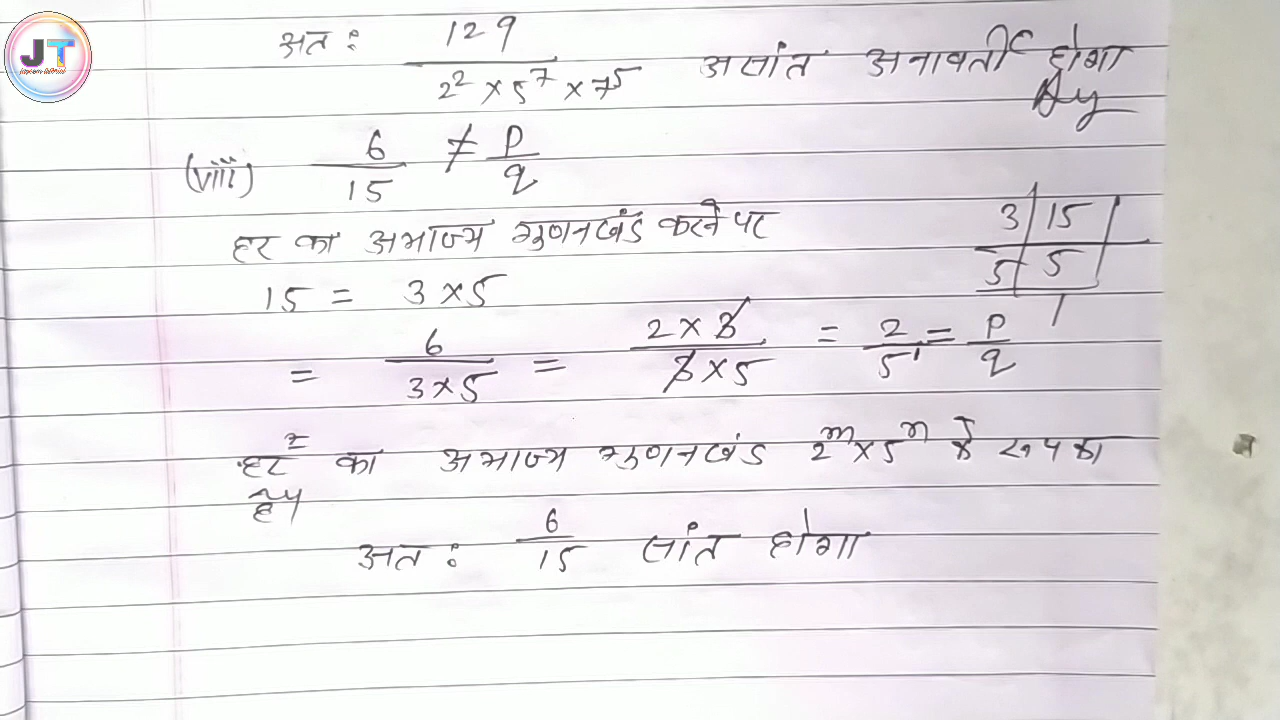 JT
अतः 129 / 2² × 5⁷ × 7⁵ असांत अनावर्ती होगा
Ay
(viii) 6/15 ≠ p/q
हर का अभाज्य गुणनखंड करने पर
3 | 15
5 | 5
1
15 = 3 × 5
= 6 / 3 × 5 = 2 × 3 / 3 × 5 = 2 / 5¹ = p / q
हर का अभाज्य गुणनखंड 2ᵐ × 5ⁿ के रूप का
है।
अतः 6/15 सांत होगा